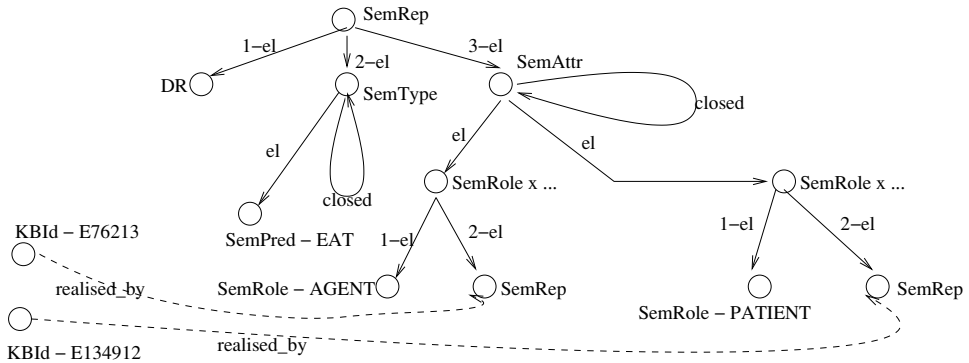 SemRep
1−el
3−el
2−el
SemAttr
DR
SemType
closed
el
el
el
SemRole x ...
SemRole x ...
closed
1−el
2−el
1−el
2−el
KBId − E76213
SemPred − EAT
realised_by
SemRole − AGENT
SemRep
SemRep
SemRole − PATIENT
realised_by
KBId − E134912